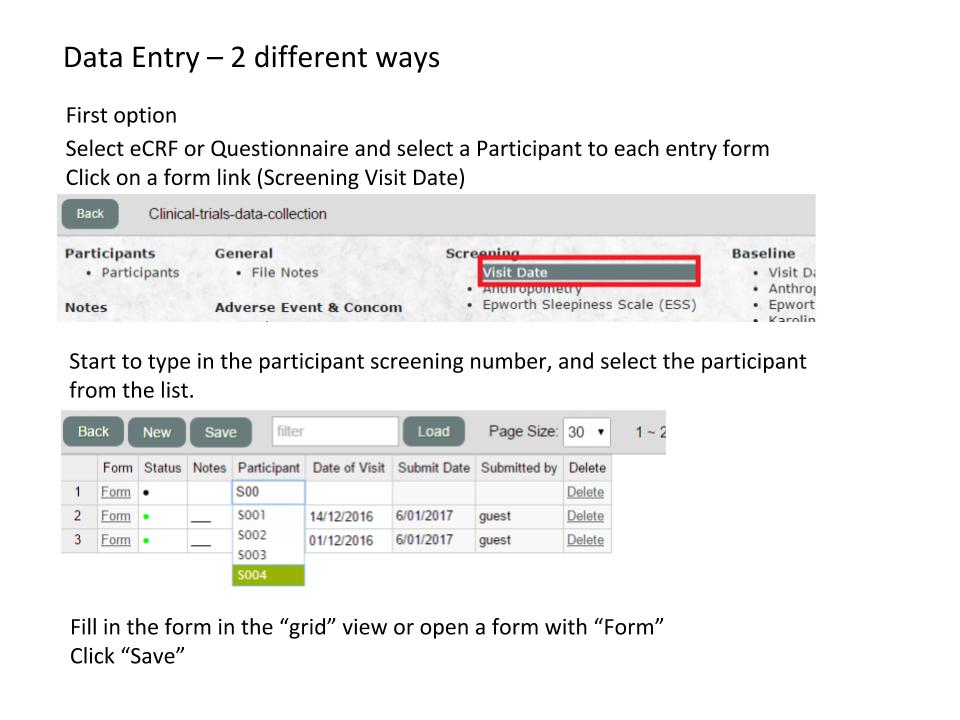 Data Entry – 2 different ways
First option
Select eCRF or Questionnaire and select a Participant to each entry form
Click on a form link (Screening Visit Date)
Back Clinical-trials-data-collection
Participants General Screening Baseline
• Participants • File Notes Visit Date • Visit Da
• Anthropometry • Anthrop
Notes Adverse Event & Concom • Epworth Sleepiness Scale (ESS) • Epwort
• Karolin
Start to type in the participant screening number, and select the participant
from the list.
Back New Save filter Load Page Size: 30 1 ~ 2
Form Status Notes Participant Date of Visit Submit Date Submitted by Delete
1 Form • S00 Delete
2 Form • S001 14/12/2016 6/01/2017 guest Delete
S002
3 Form • 01/12/2016 6/01/2017 guest Delete
S003
S004
Fill in the form in the “grid” view or open a form with “Form”
Click “Save”